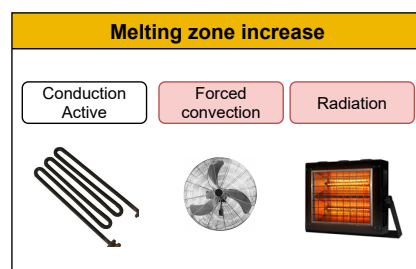 Melting zone increase
Conduction
Active
Forced
convection
Radiation